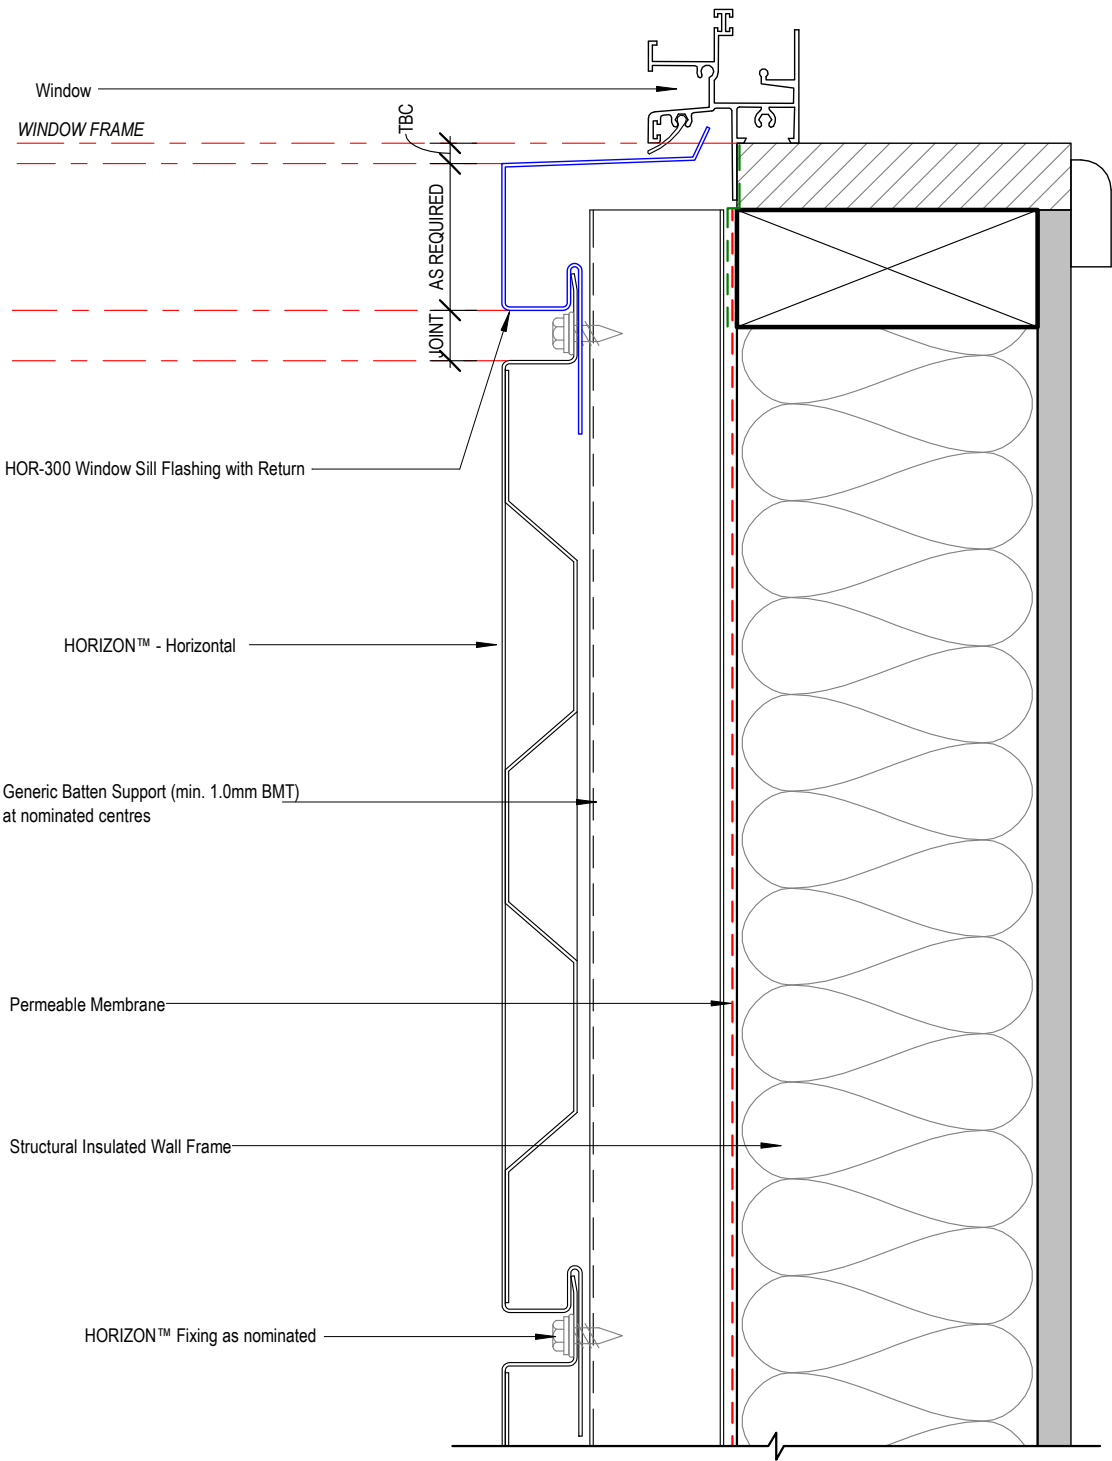 Window
WINDOW FRAME
TBC
AS REQUIRED
JOINT
HOR-300 Window Sill Flashing with Return
HORIZON™ - Horizontal
Generic Batten Support (min. 1.0mm BMT)
at nominated centres
Permeable Membrane
Structural Insulated Wall Frame
HORIZON™ Fixing as nominated